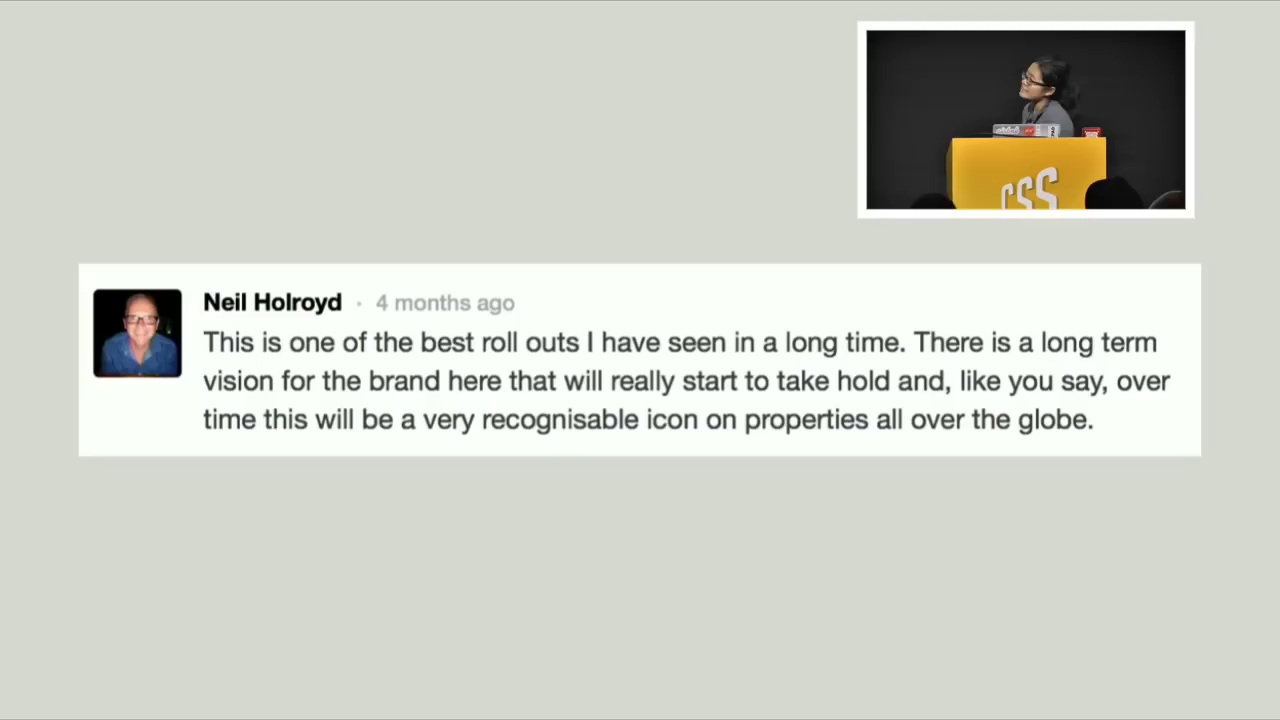 CSS
Neil Holroyd · 4 months ago
This is one of the best roll outs I have seen in a long time. There is a long term
vision for the brand here that will really start to take hold and, like you say, over
time this will be a very recognisable icon on properties all over the globe.